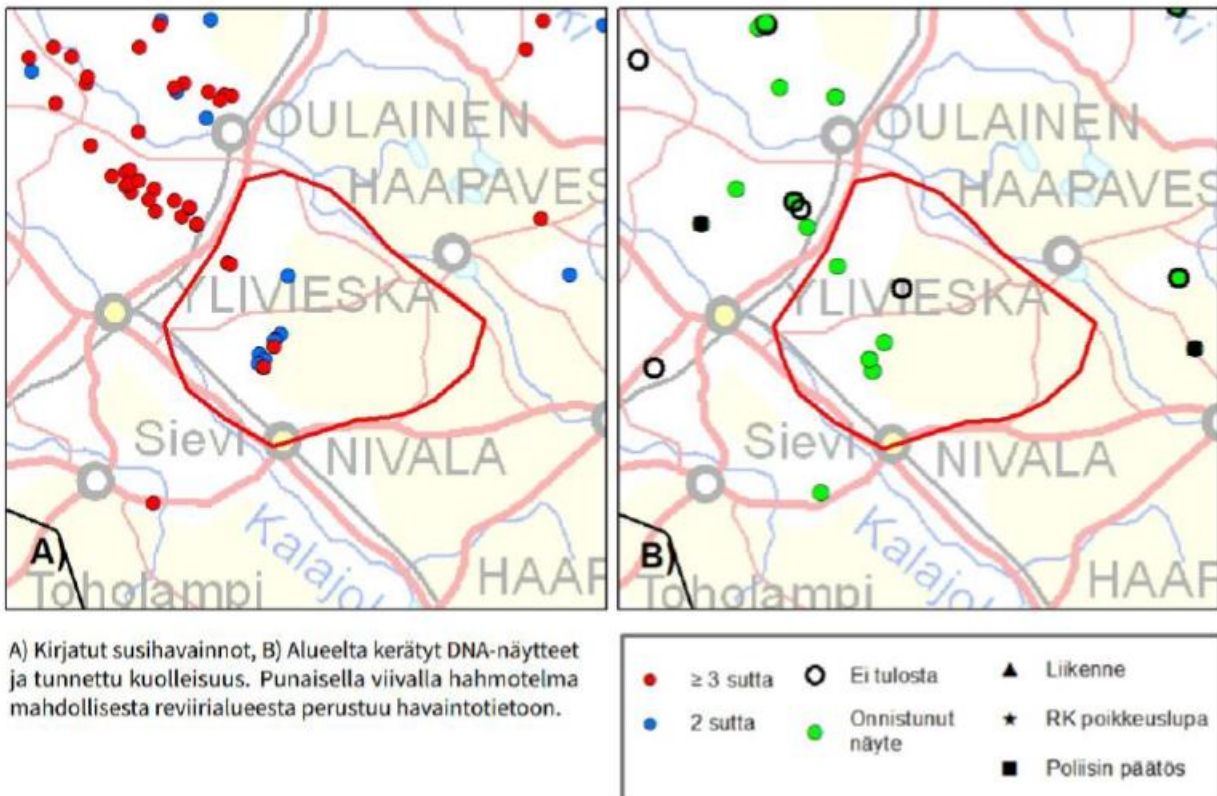 OULAINEN
HAAPAVES
YLIVIESKA
Sievi
NIVALA
Kalajo
HAAP
Toholampi
A)
ki
OULAINEN
HAAPAVES
YLIVIESKA
Sievi
NIVALA
Kalajol
HAAF
Toholampi
B)
A) Kirjatut susihavainnot, B) Alueelta kerätyt DNA-näytteet
ja tunnettu kuolleisuus. Punaisella viivalla hahmotelma
mahdollisesta reviirialueesta perustuu havaintotietoon.
≥ 3 sutta
2 sutta
Ei tulosta
Onnistunut
näyte
Liikenne
RK poikkeuslupa
Poliisin päätös